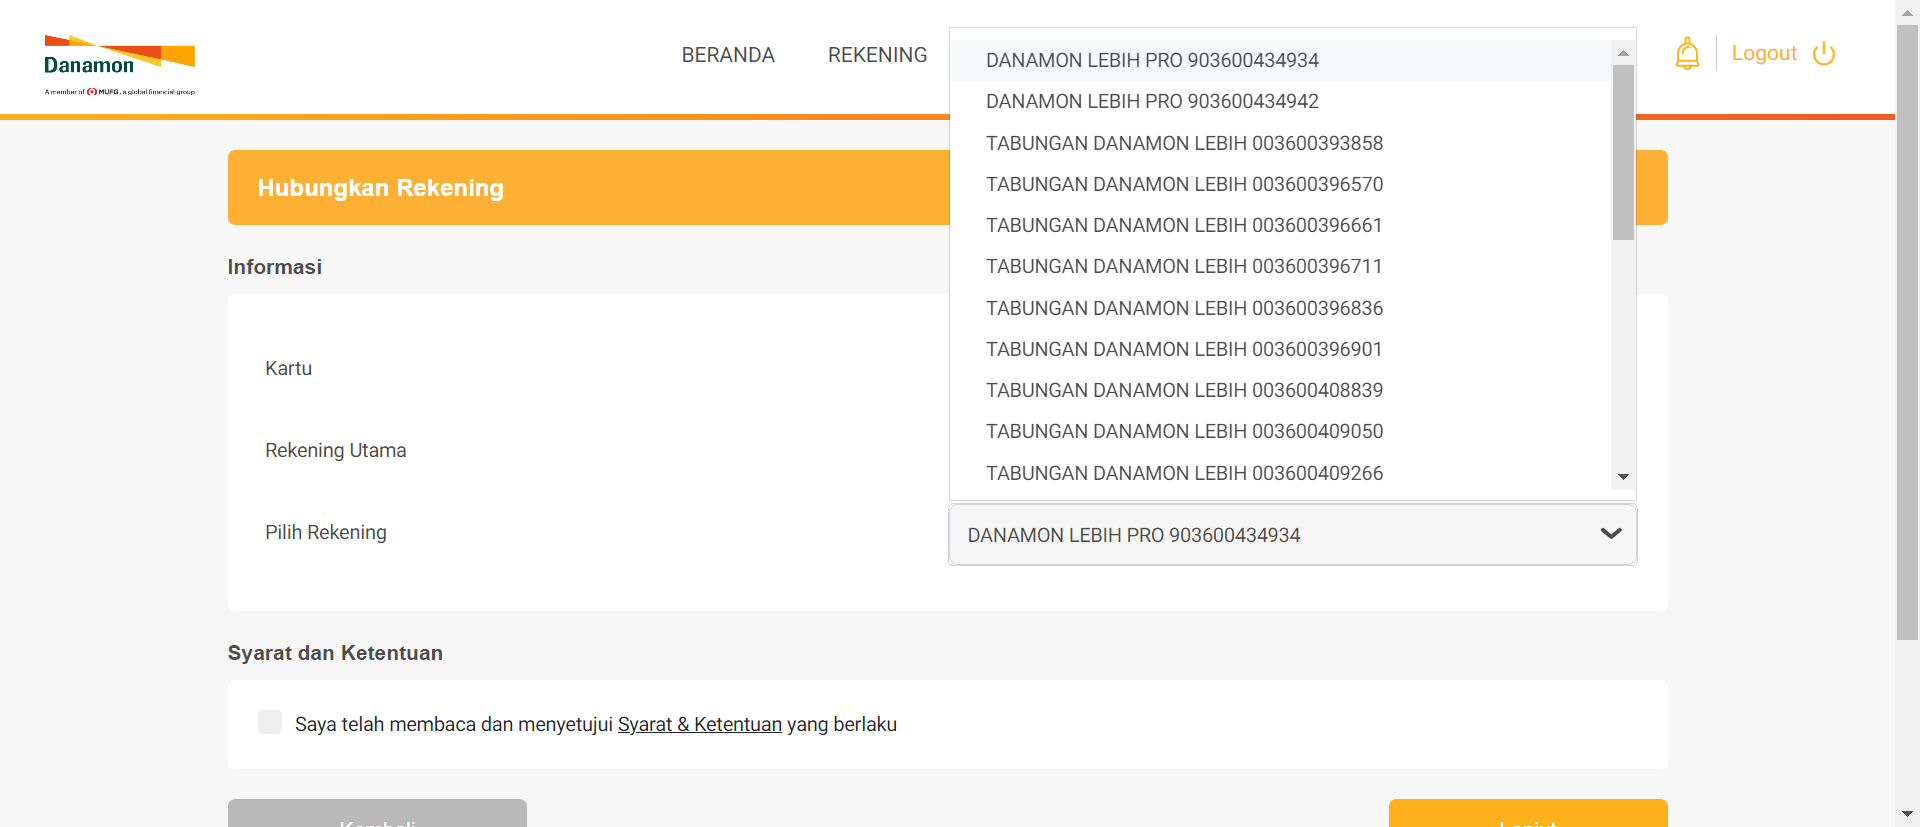 Danamon
A member of MUFG, a global financial group
BERANDA
REKENING
Logout
Hubungkan Rekening
Informasi
Kartu
Rekening Utama
Pilih Rekening
DANAMON LEBIH PRO 903600434934
DANAMON LEBIH PRO 903600434942
TABUNGAN DANAMON LEBIH 003600393858
TABUNGAN DANAMON LEBIH 003600396570
TABUNGAN DANAMON LEBIH 003600396661
TABUNGAN DANAMON LEBIH 003600396711
TABUNGAN DANAMON LEBIH 003600396836
TABUNGAN DANAMON LEBIH 003600396901
TABUNGAN DANAMON LEBIH 003600408839
TABUNGAN DANAMON LEBIH 003600409050
TABUNGAN DANAMON LEBIH 003600409266
DANAMON LEBIH PRO 903600434934
Syarat dan Ketentuan
Saya telah membaca dan menyetujui Syarat & Ketentuan yang berlaku
Kembali
Lanjut